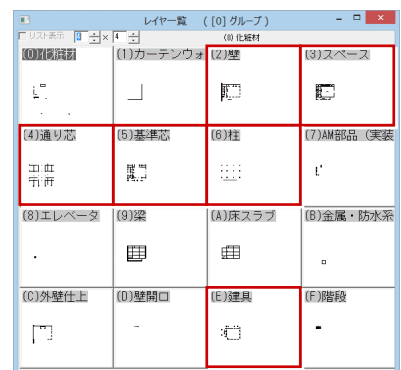 レイヤ一覧 ( [0] グループ )
リスト表示 8 × 4 (0) 化粧材
(0)化粧材 (1)カーテンウォ (2)壁 (3)スペース
(4)通り芯 (5)基準芯 (6)柱 (7)AM部品 (実装
(8)エレベータ (9)梁 (A)床スラブ (B)金属・防水系
(C)外壁仕上 (D)壁開口 (E)建具 (F)階段